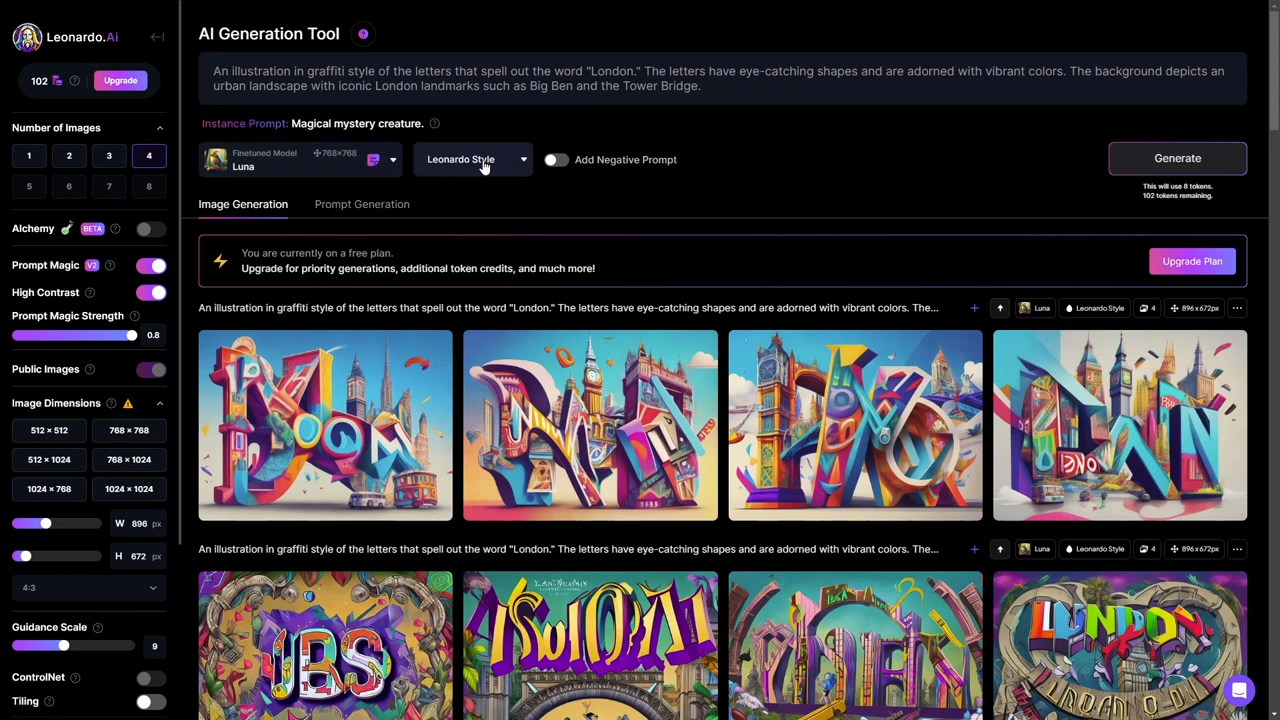 Leonardo.Ai
AI Generation Tool
?
102
?
Upgrade
An illustration in graffiti style of the letters that spell out the word "London." The letters have eye-catching shapes and are adorned with vibrant colors. The background depicts an
urban landscape with iconic London landmarks such as Big Ben and the Tower Bridge.
Instance Prompt: Magical mystery creature. ?
Finetuned Model
768×768
Luna
Leonardo Style
Add Negative Prompt
Generate
This will use 8 tokens.
102 tokens remaining.
Number of Images
1 2 3 4
5 6 7 8
Alchemy BETA ?
Prompt Magic V2 ?
High Contrast ?
Prompt Magic Strength ?
0.8
Public Images ?
Image Dimensions ?
512 × 512 768 × 768
512 × 1024 768 × 1024
1024 × 768 1024 × 1024
W 896 px
H 672 px
4:3
Guidance Scale ?
9
ControlNet ?
Tiling ?
Image Generation Prompt Generation
You are currently on a free plan.
Upgrade for priority generations, additional token credits, and much more!
Upgrade Plan
An illustration in graffiti style of the letters that spell out the word "London." The letters have eye-catching shapes and are adorned with vibrant colors. The...
Luna Leonardo Style 4 896x672px
An illustration in graffiti style of the letters that spell out the word "London." The letters have eye-catching shapes and are adorned with vibrant colors. The...
Luna Leonardo Style 4 896x672px
LUNDON